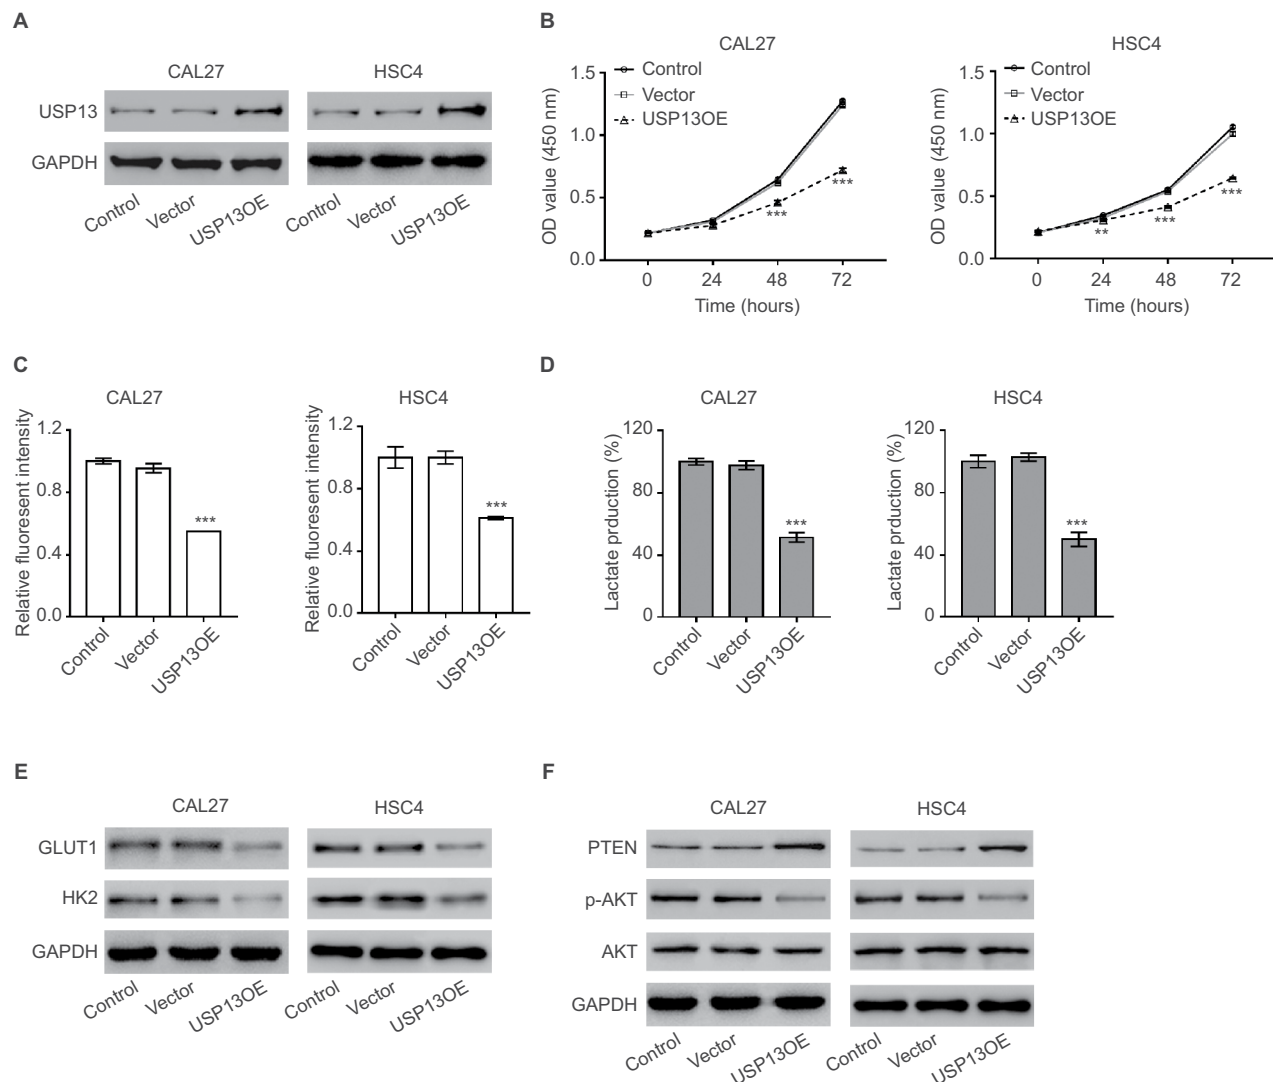 A
CAL27
HSC4
USP13
GAPDH
Control
Vector
USP13OE
Control
Vector
USP13OE
B
CAL27
Control
Vector
USP13OE
OD value (450 nm)
1.5
1.0
0.5
0.0
***
***
0
24
48
72
Time (hours)
HSC4
Control
Vector
USP13OE
OD value (450 nm)
1.5
1.0
0.5
0.0
**
***
***
0
24
48
72
Time (hours)
C
CAL27
Relative fluoresent intensity
1.2
0.8
0.4
0.0
***
Control
Vector
USP13OE
HSC4
Relative fluoresent intensity
1.2
0.8
0.4
0.0
***
Control
Vector
USP13OE
D
CAL27
Lactate prduction (%)
120
80
40
0
***
Control
Vector
USP13OE
HSC4
Lactate prduction (%)
120
80
40
0
***
Control
Vector
USP13OE
E
CAL27
HSC4
GLUT1
HK2
GAPDH
Control
Vector
USP13OE
Control
Vector
USP13OE
F
CAL27
HSC4
PTEN
p-AKT
AKT
GAPDH
Control
Vector
USP13OE
Control
Vector
USP13OE